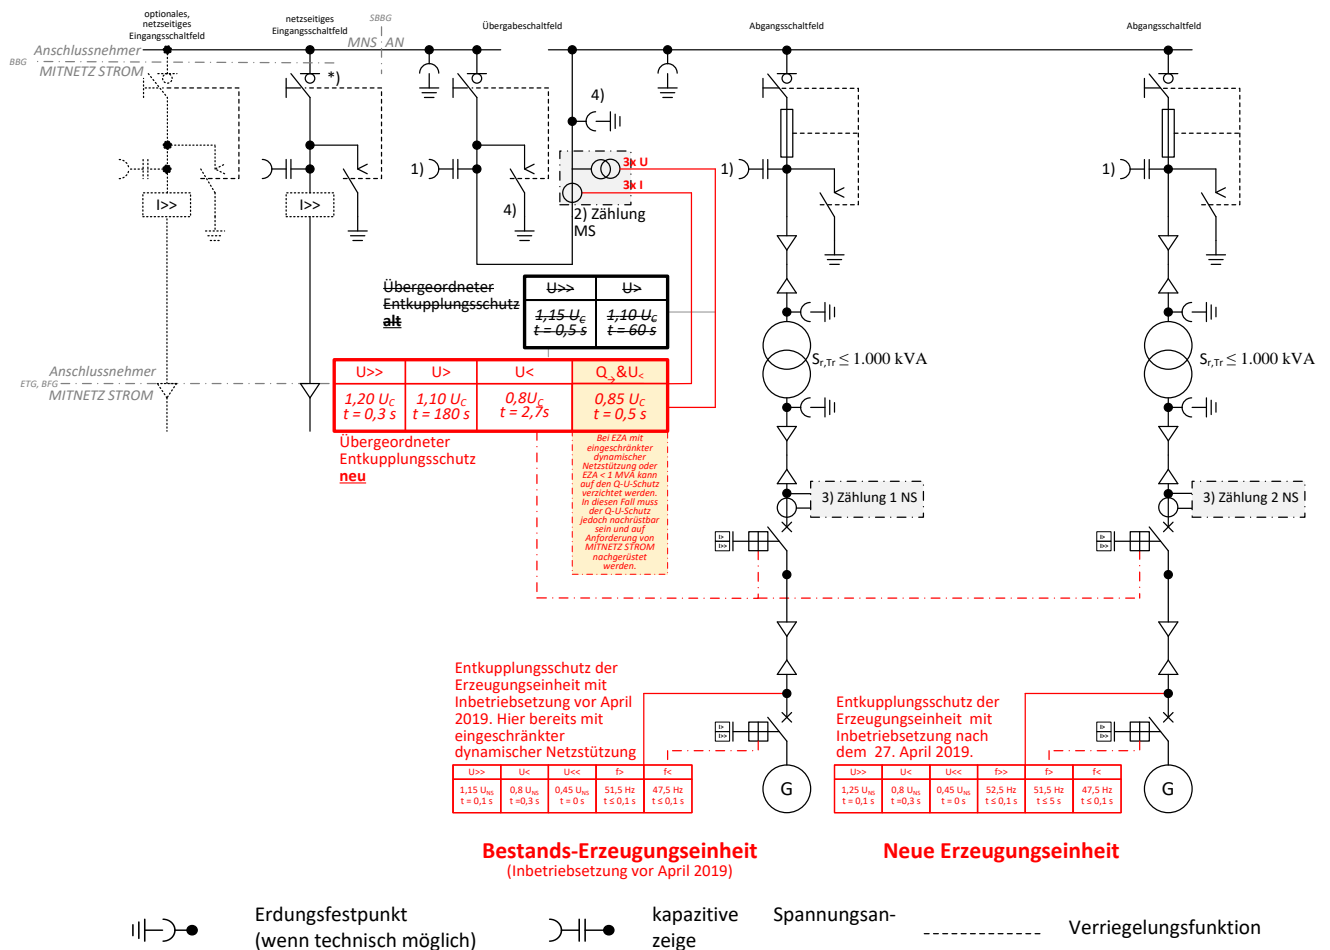 optionales,
netzseitiges
Eingangsschaltfeld
netzseitiges
Eingangsschaltfeld
SBBG
MNS AN
Übergabeschaltfeld
Abgangsschaltfeld
Abgangsschaltfeld
Anschlussnehmer
BBG
MITNETZ STROM
*)
4)
1)
3x U
3x I
1)
1)
I>>
I>>
4)
2) Zählung
MS
Übergeordneter
Entkupplungsschutz
alt
U>> U>
1,15 UC 1,10 UC
t = 0,5 s t = 60 s
Sr,Tr ≤ 1.000 kVA
Sr,Tr ≤ 1.000 kVA
Anschlussnehmer
ETG, BFG
MITNETZ STROM
U>> U> U< Q→&U<
1,20 UC 1,10 UC 0,8UC 0,85 UC
t = 0,3 s t = 180 s t = 2,7s t = 0,5 s
Übergeordneter
Entkupplungsschutz
neu
Bei EZA mit
eingeschränkter
dynamischer
Netzstützung oder
EZA < 1 MVA kann
auf den Q-U-Schutz
verzichtet werden.
In diesen Fall muss
der Q-U-Schutz
jedoch nachrüstbar
sein und auf
Anforderung von
MITNETZ STROM
nachgerüstet
werden.
3) Zählung 1 NS
3) Zählung 2 NS
I>
I>>
I>
I>>
Entkupplungsschutz der
Erzeugungseinheit mit
Inbetriebsetzung vor April
2019. Hier bereits mit
eingeschränkter
dynamischer Netzstützung
I>
I>>
U>> U< U<< f> f<
1,15 UNS 0,8 UNS 0,45 UNS 51,5 Hz 47,5 Hz
t = 0,1 s t =0,3 s t = 0 s t ≤ 0,1 s t ≤ 0,1 s
G
Entkupplungsschutz der
Erzeugungseinheit mit
Inbetriebsetzung nach
dem 27. April 2019.
I>
I>>
U>> U< U<< f>> f> f<
1,25 UNS 0,8 UNS 0,45 UNS 52,5 Hz 51,5 Hz 47,5 Hz
t = 0,1 s t =0,3 s t = 0 s t ≤ 0,1 s t ≤ 5 s t ≤ 0,1 s
G
Bestands-Erzeugungseinheit
(Inbetriebsetzung vor April 2019)
Neue Erzeugungseinheit
Erdungsfestpunkt
(wenn technisch möglich)
kapazitive Spannungsan-
zeige
Verriegelungsfunktion